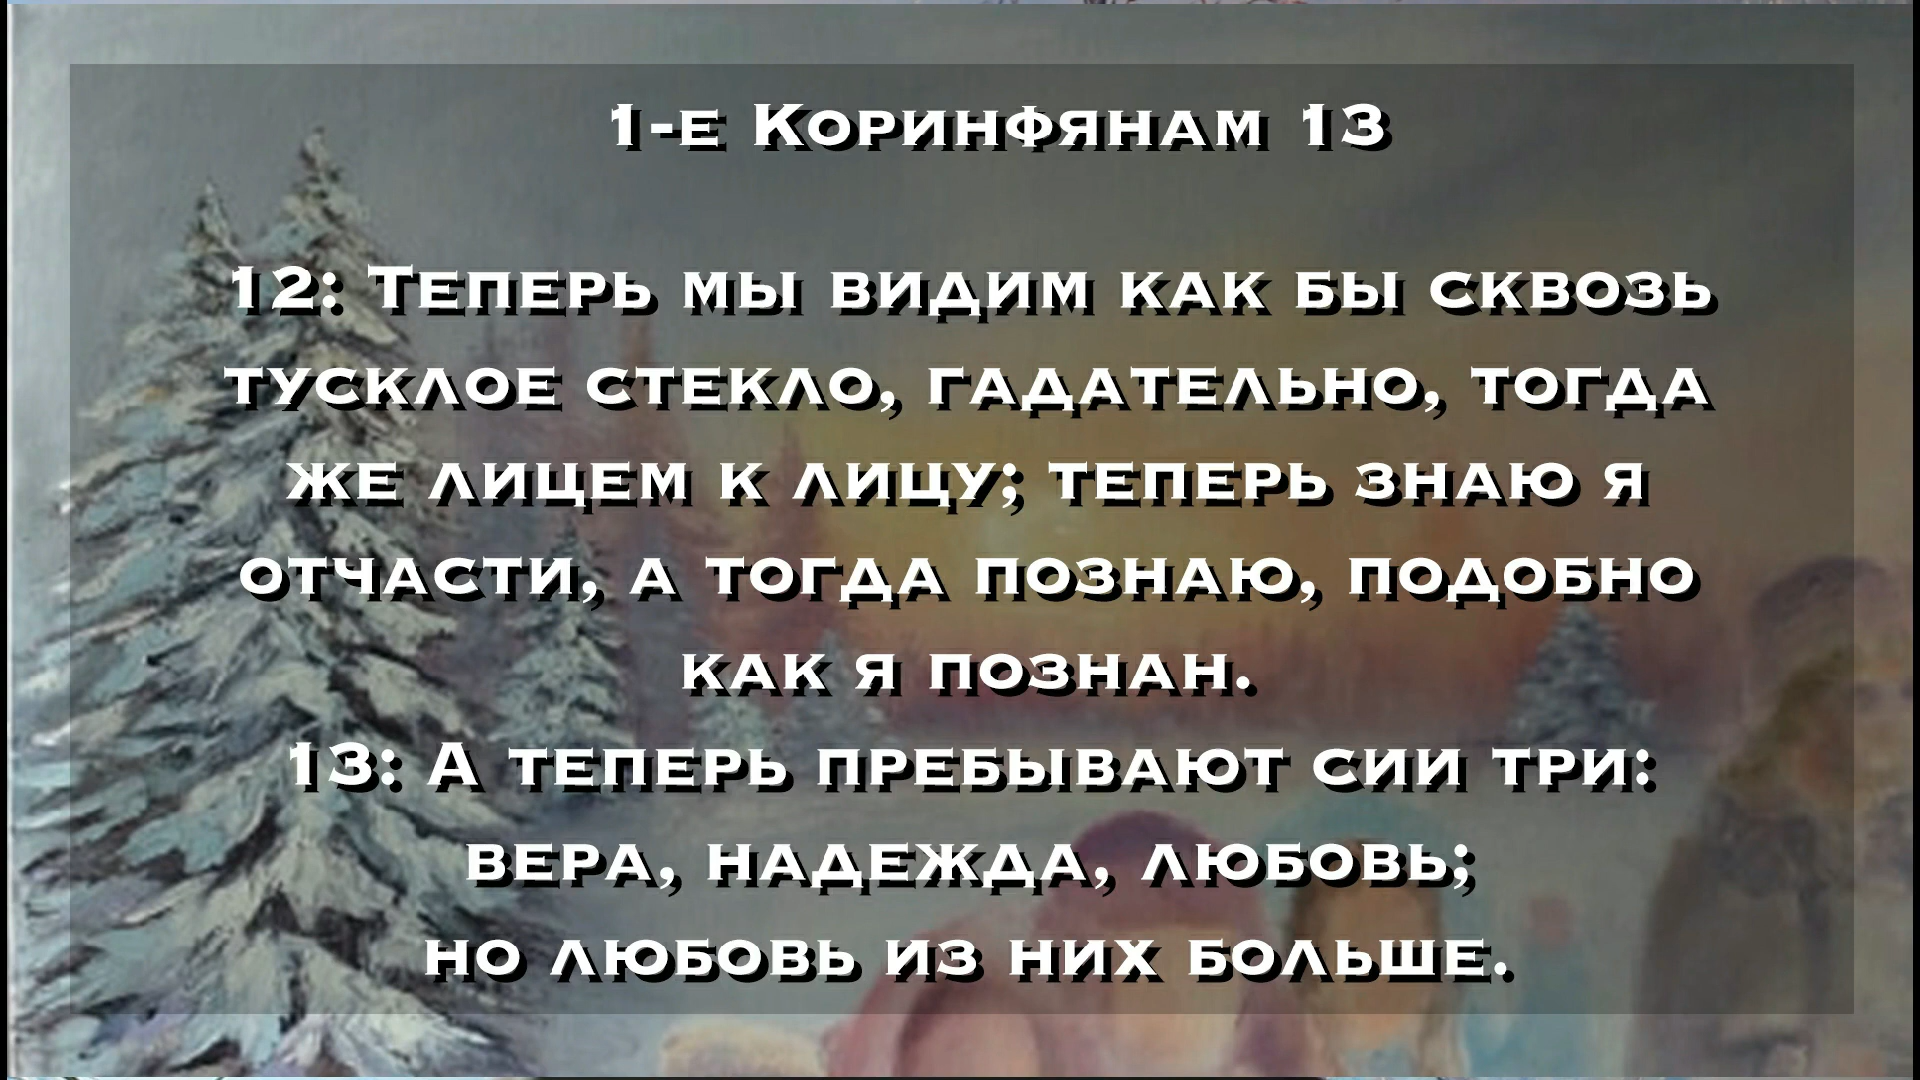 1-е Коринфянам 13
12: Теперь мы видим как бы сквозь
тусклое стекло, гадательно, тогда
же лицем к лицу; теперь знаю я
отчасти, а тогда познаю, подобно
как я познан.
13: А теперь пребывают сии три:
вера, надежда, любовь;
но любовь из них больше.